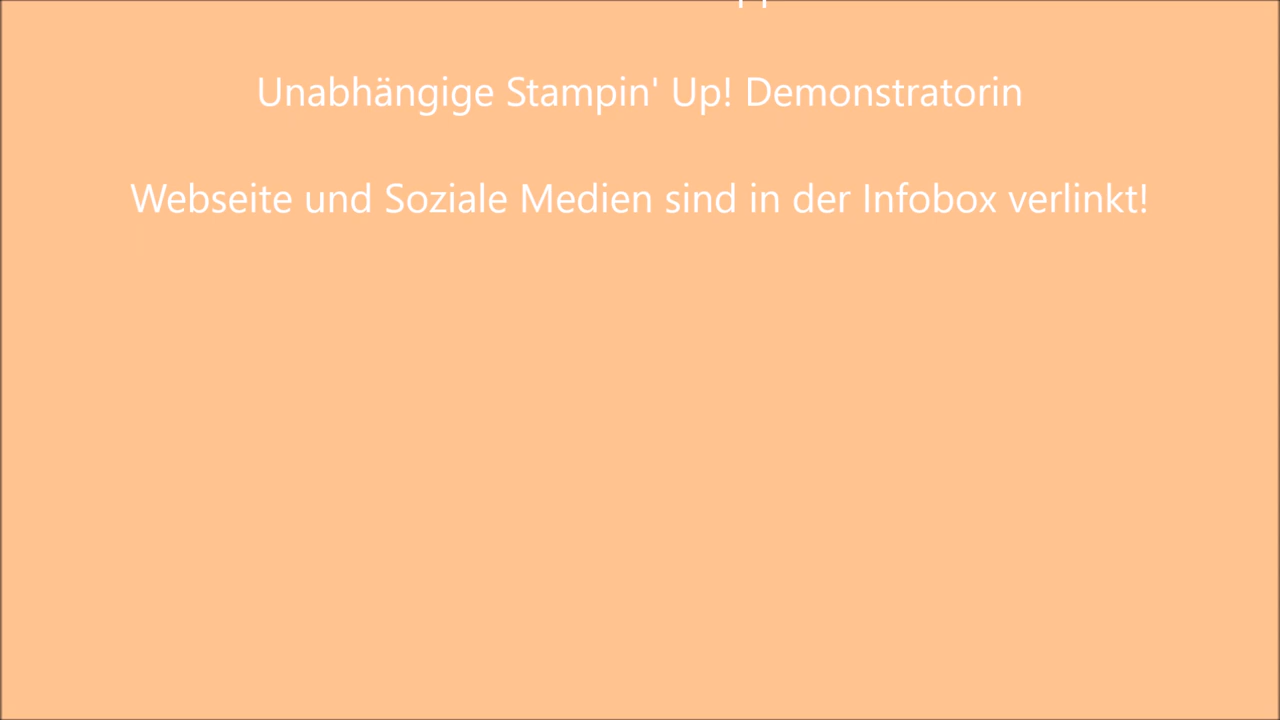 Unabhängige Stampin' Up! Demonstratorin
Webseite und Soziale Medien sind in der Infobox verlinkt!